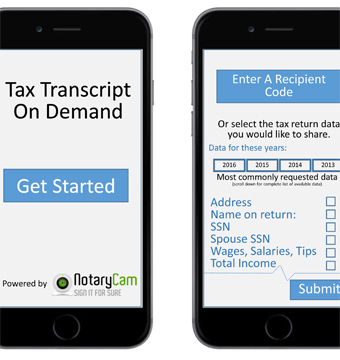 Tax Transcript
On Demand
Get Started
Powered by NotaryCam
SIGN IT FOR SURE
Enter A Recipient
Code
Or select the tax return data
you would like to share.
Data for these years:
2016 2015 2014 2013
Most commonly requested data
(scroll down for complete list of available data)
Address
Name on return:
SSN
Spouse SSN
Wages, Salaries, Tips
Total Income
Submit